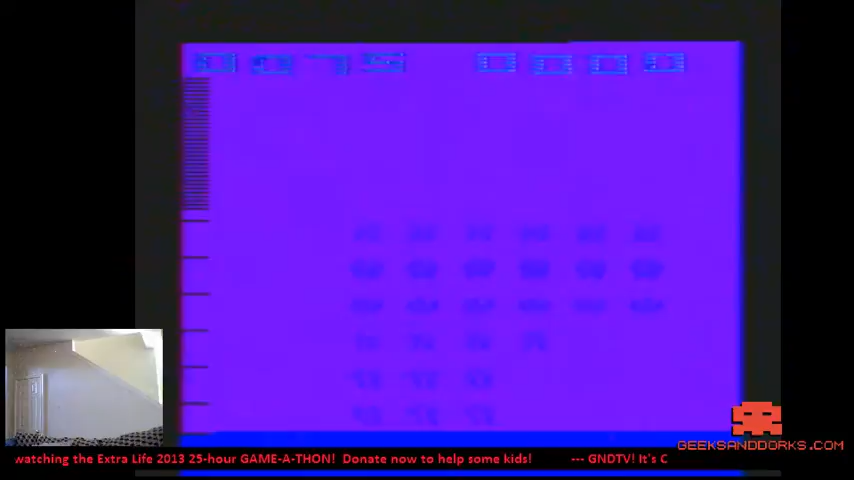 0075 0000
GEEKSANDDORKS.COM
watching the Extra Life 2013 25-hour GAME-A-THON! Donate now to help some kids! --- GNDTV! It's C